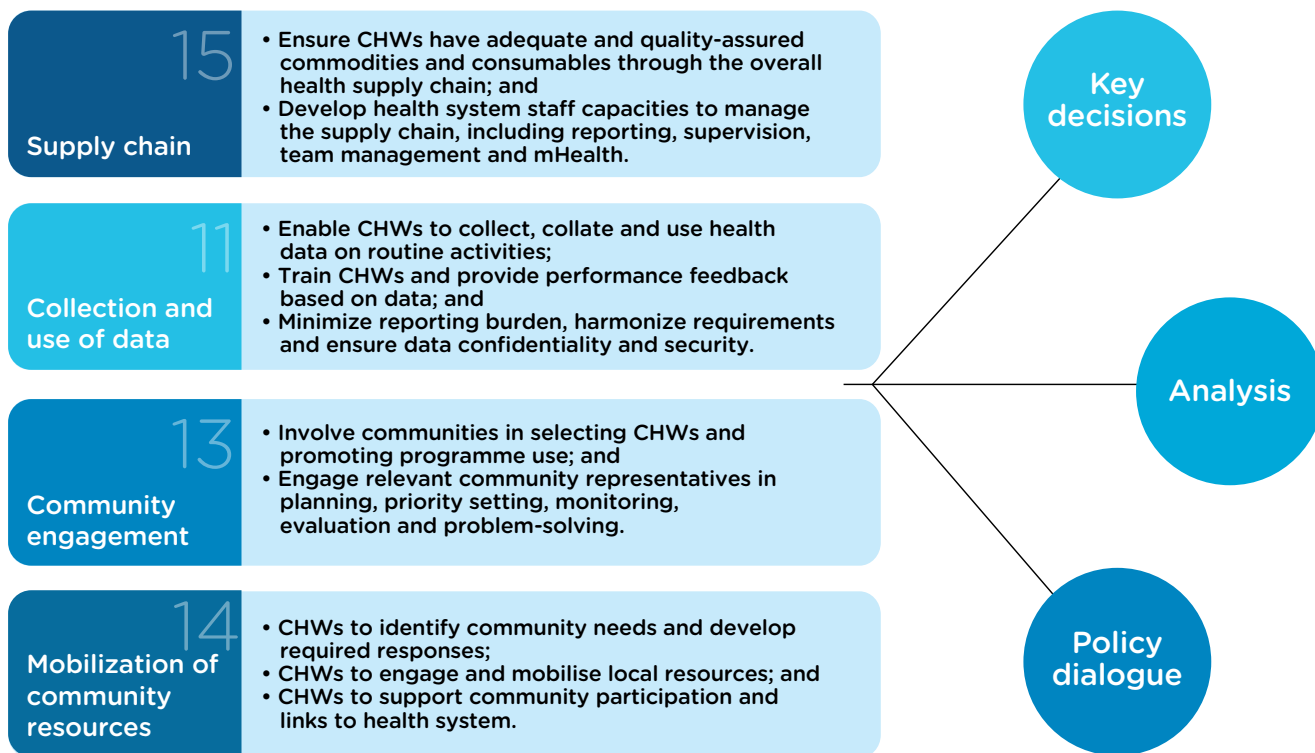 15
Supply chain
• Ensure CHWs have adequate and quality-assured
commodities and consumables through the overall
health supply chain; and
• Develop health system staff capacities to manage
the supply chain, including reporting, supervision,
team management and mHealth.
11
Collection and
use of data
• Enable CHWs to collect, collate and use health
data on routine activities;
• Train CHWs and provide performance feedback
based on data; and
• Minimize reporting burden, harmonize requirements
and ensure data confidentiality and security.
13
Community
engagement
• Involve communities in selecting CHWs and
promoting programme use; and
• Engage relevant community representatives in
planning, priority setting, monitoring,
evaluation and problem-solving.
14
Mobilization of
community
resources
• CHWs to identify community needs and develop
required responses;
• CHWs to engage and mobilise local resources; and
• CHWs to support community participation and
links to health system.
Key
decisions
Analysis
Policy
dialogue